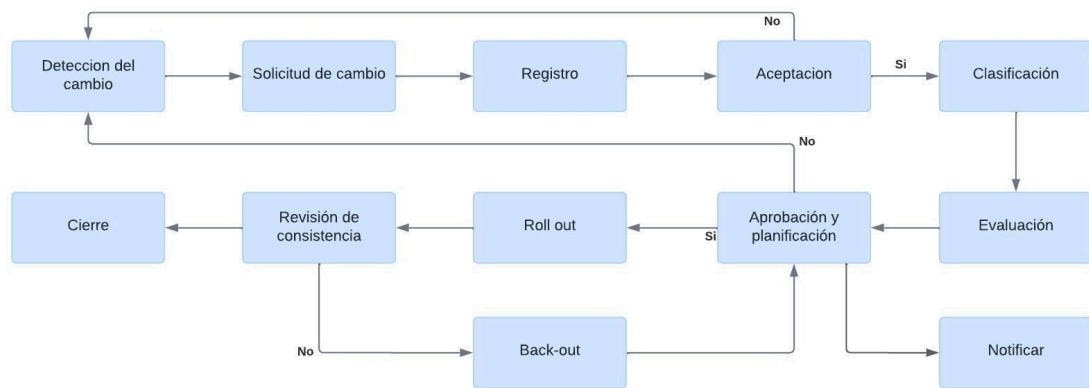 No
Deteccion del
cambio
Solicitud de cambio
Registro
Aceptacion
Si
Clasificación
No
Cierre
Revisión de
consistencia
Roll out
Si
Aprobación y
planificación
Evaluación
No
Back-out
Notificar